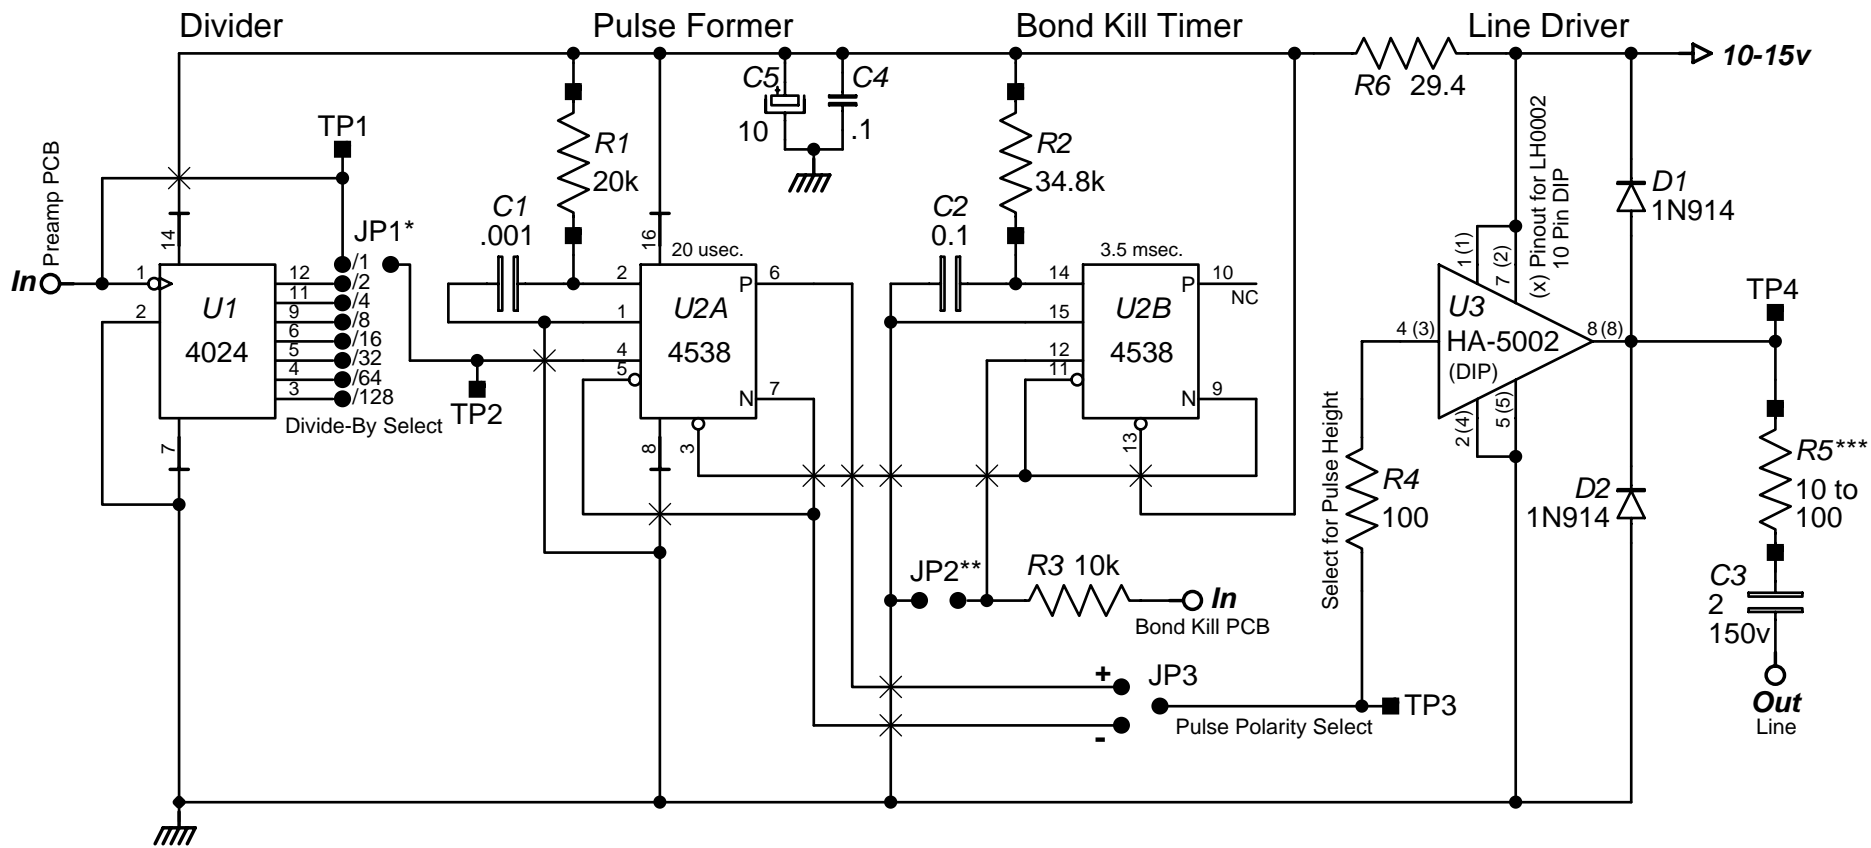 Divider
Pulse Former
Bond Kill Timer
Line Driver
10-15v
R6 29.4
C5
10
C4
.1
TP1
R1
20k
R2
34.8k
(x) Pinout for LH0002
10 Pin DIP
D1
1N914
In
Preamp PCB
14
JP1*
C1
.001
16
20 usec.
C2
0.1
3.5 msec.
1 (1)
7 (2)
1
2
U1
4024
7
12
11
9
6
5
4
3
/1
/2
/4
/8
/16
/32
/64
/128
Divide-By Select
TP2
2
1
4
5
U2A
4538
P
N
6
7
8
3
14
15
12
11
U2B
4538
P
N
10
NC
9
13
4 (3)
U3
HA-5002
(DIP)
8 (8)
2 (4)
5 (5)
TP4
Select for Pulse Height
R4
100
D2
1N914
R5***
10 to
100
JP2**
R3 10k
In
Bond Kill PCB
C3
2
150v
+
-
JP3
TP3
Pulse Polarity Select
Out
Line